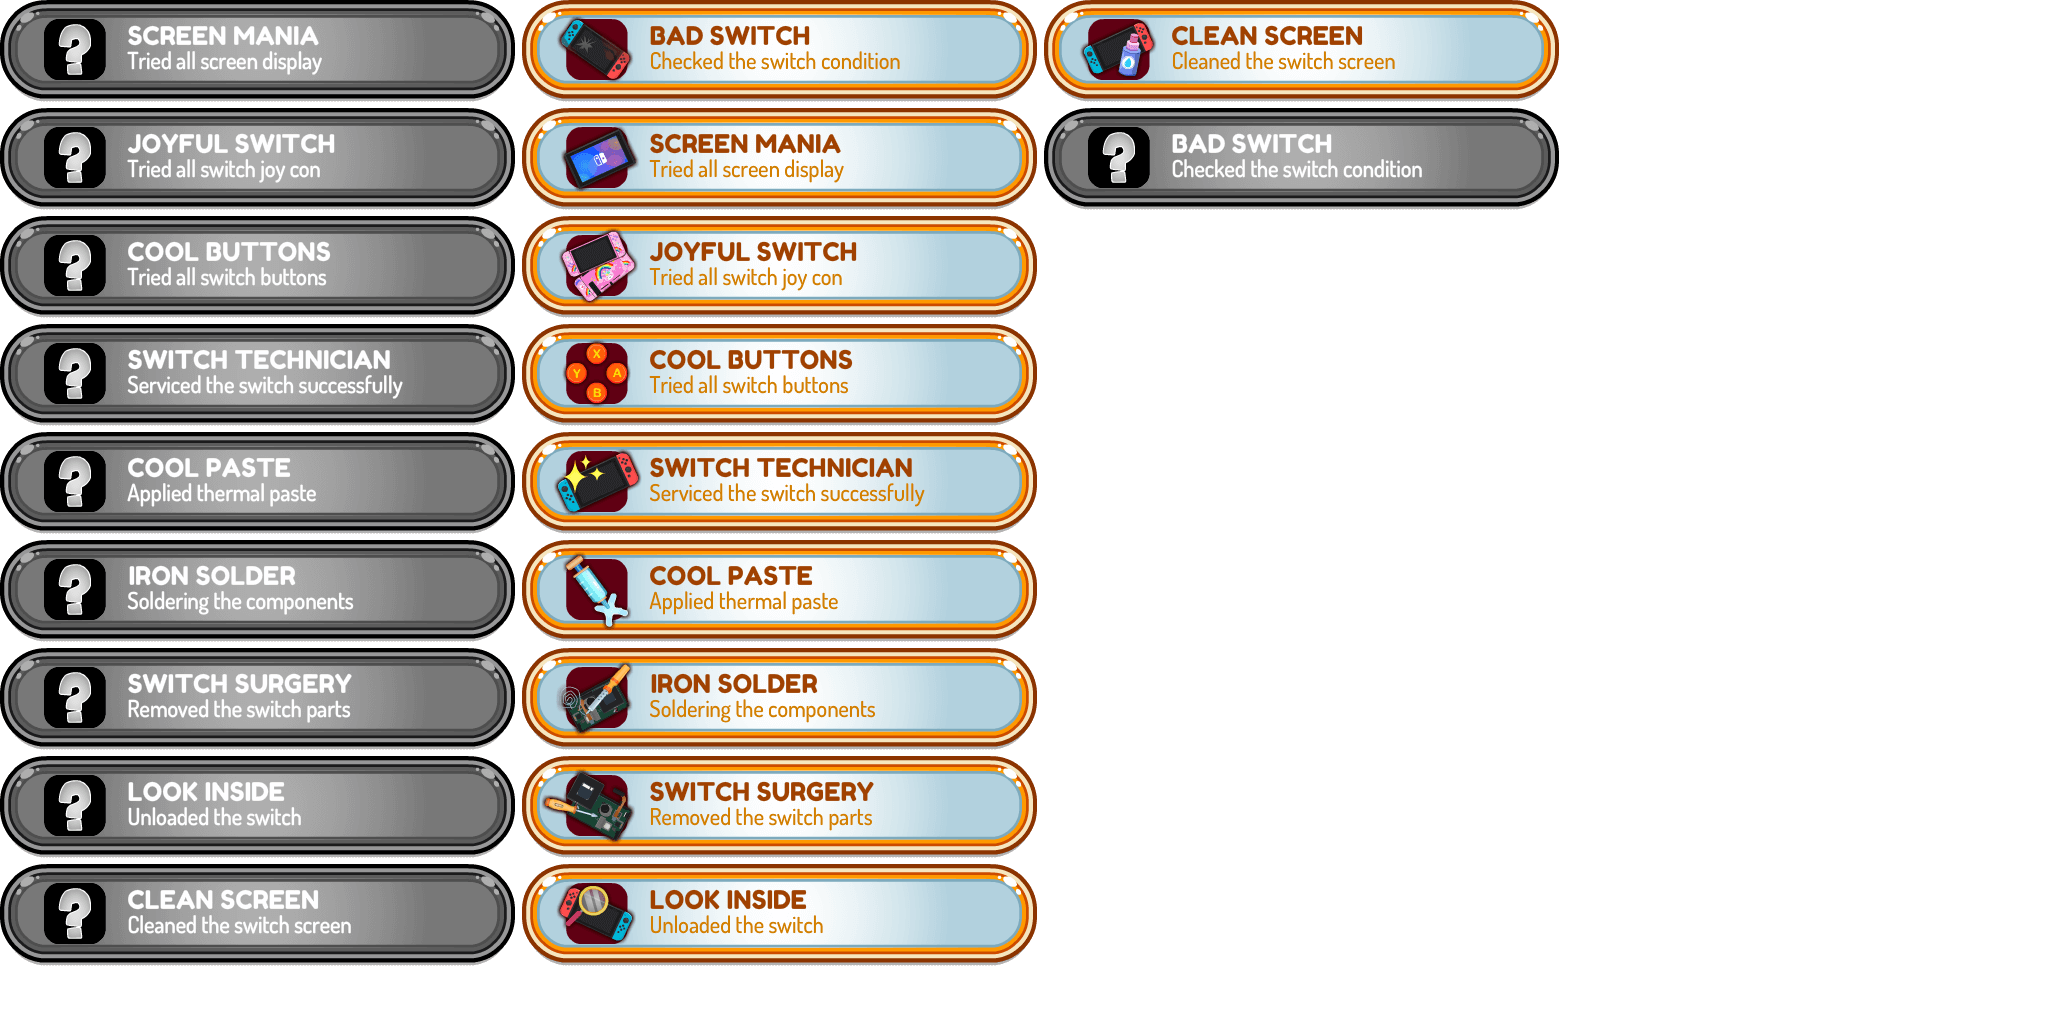 SCREEN MANIA
Tried all screen display
JOYFUL SWITCH
Tried all switch joy con
COOL BUTTONS
Tried all switch buttons
SWITCH TECHNICIAN
Serviced the switch successfully
COOL PASTE
Applied thermal paste
IRON SOLDER
Soldering the components
SWITCH SURGERY
Removed the switch parts
LOOK INSIDE
Unloaded the switch
CLEAN SCREEN
Cleaned the switch screen
BAD SWITCH
Checked the switch condition
SCREEN MANIA
Tried all screen display
JOYFUL SWITCH
Tried all switch joy con
X
Y A
B
COOL BUTTONS
Tried all switch buttons
SWITCH TECHNICIAN
Serviced the switch successfully
COOL PASTE
Applied thermal paste
IRON SOLDER
Soldering the components
SWITCH SURGERY
Removed the switch parts
LOOK INSIDE
Unloaded the switch
CLEAN SCREEN
Cleaned the switch screen
BAD SWITCH
Checked the switch condition